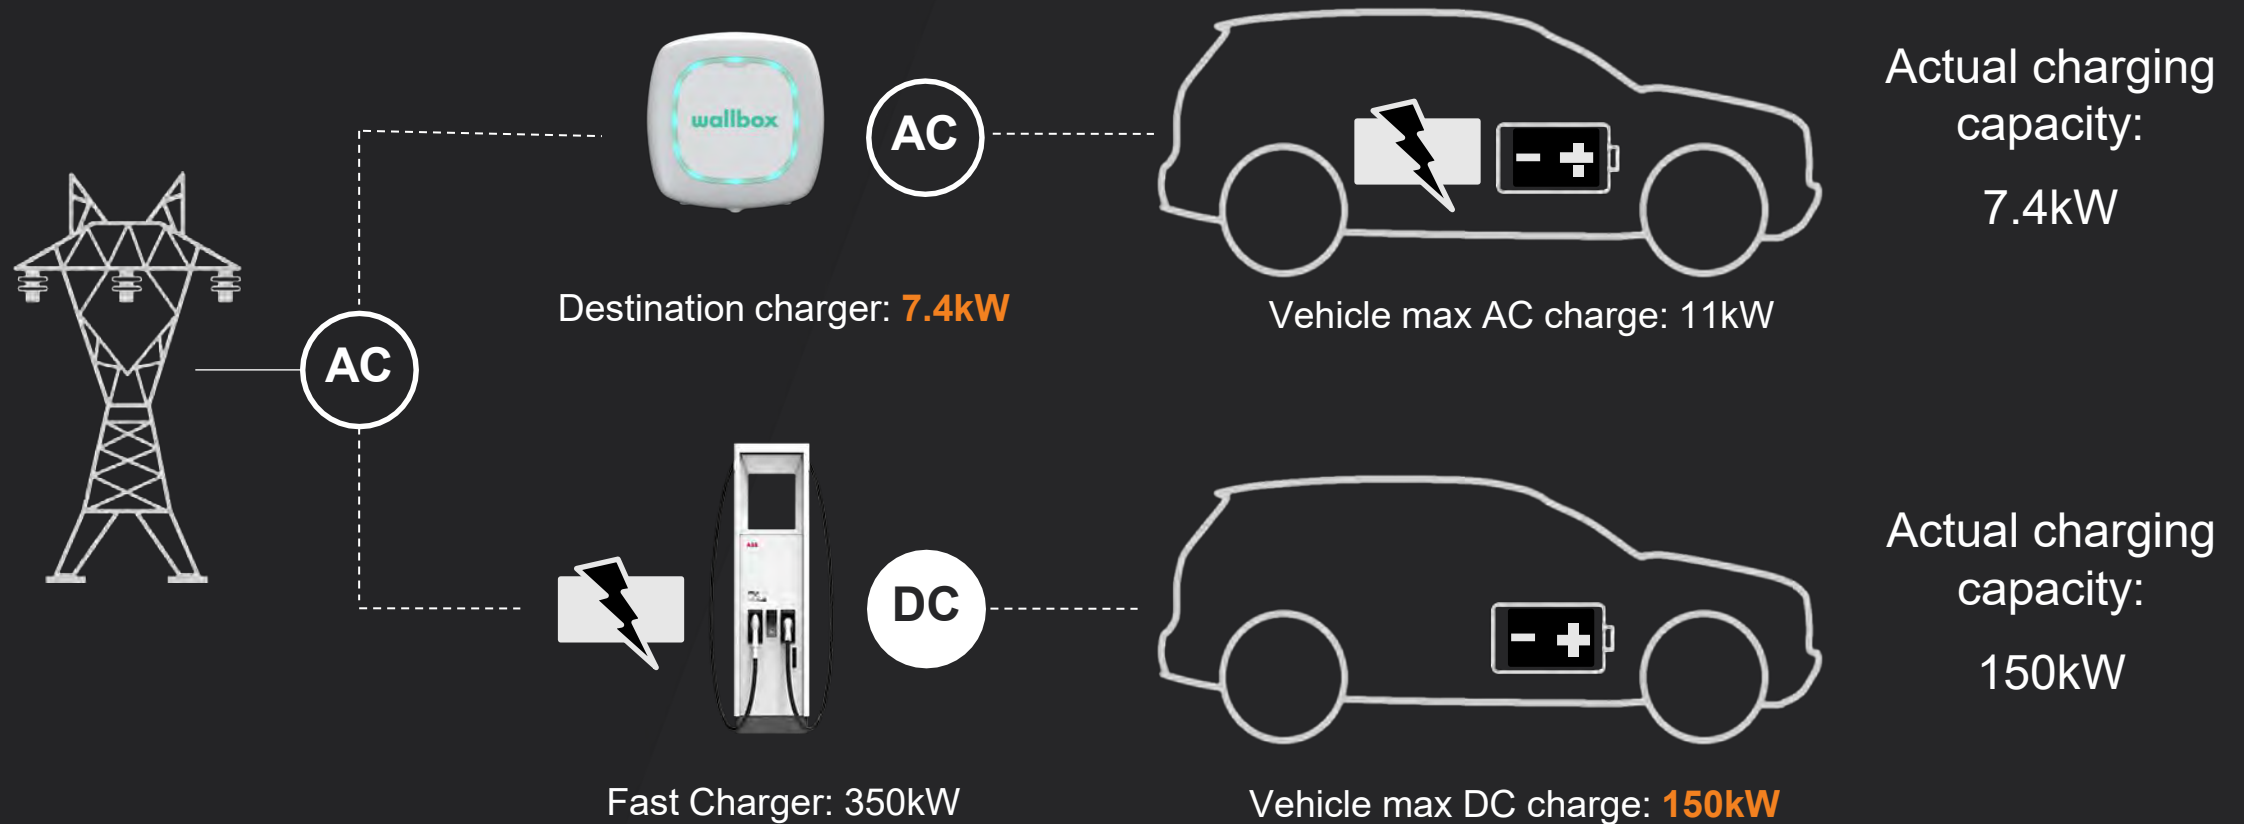 wallbox
AC
Actual charging
capacity:
7.4kW
Destination charger: 7.4kW
Vehicle max AC charge: 11kW
AC
ABB
DC
Actual charging
capacity:
150kW
Fast Charger: 350kW
Vehicle max DC charge: 150kW